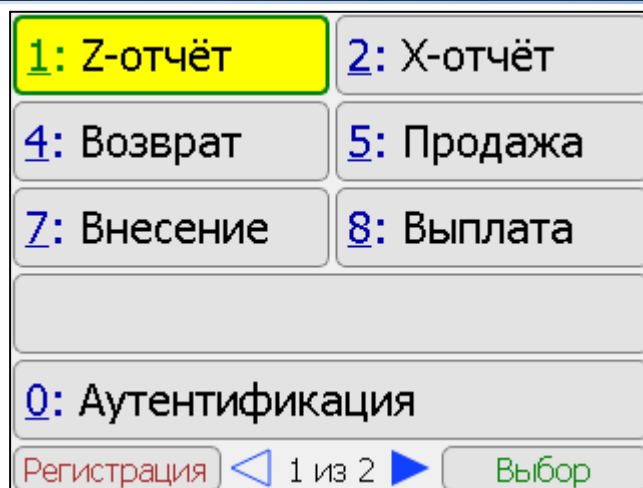 1: Z-отчёт 2: X-отчёт
4: Возврат 5: Продажа
7: Внесение 8: Выплата
0: Аутентификация
Регистрация 1 из 2 Выбор